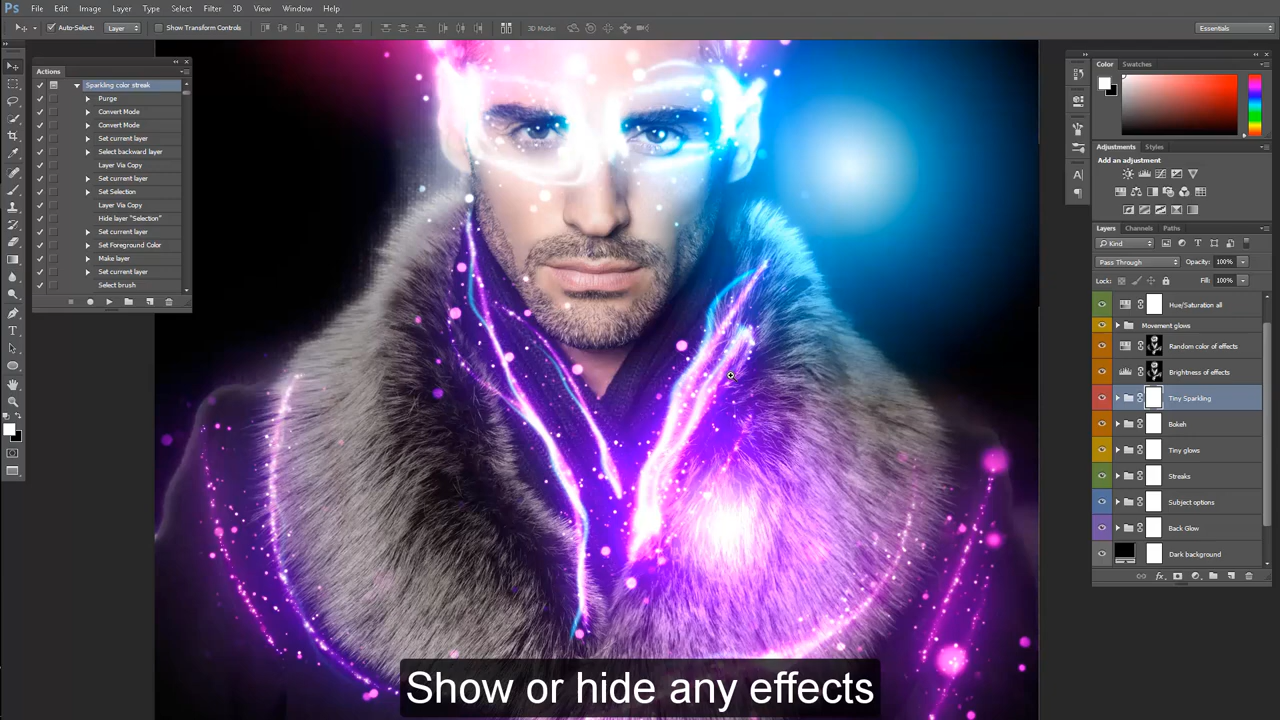 Ps File Edit Image Layer Type Select Filter 3D View Window Help
Auto-Select: Layer Show Transform Controls 3D Mode: Essentials
Actions
Sparkling color streak
Purge
Convert Mode
Convert Mode
Set current layer
Select backward layer
Layer Via Copy
Set current layer
Set Selection
Layer Via Copy
Hide layer "Selection"
Set current layer
Set Foreground Color
Make layer
Set current layer
Select brush
Color Swatches
Adjustments Styles
Add an adjustment
Layers Channels Paths
Kind
Pass Through Opacity: 100%
Lock: Fill: 100%
Hue/Saturation all
Movement glows
Random color of effects
Brightness of effects
Tiny Sparkling
Bokeh
Tiny glows
Streaks
Subject options
Back Glow
Dark background
fx
Show or hide any effects